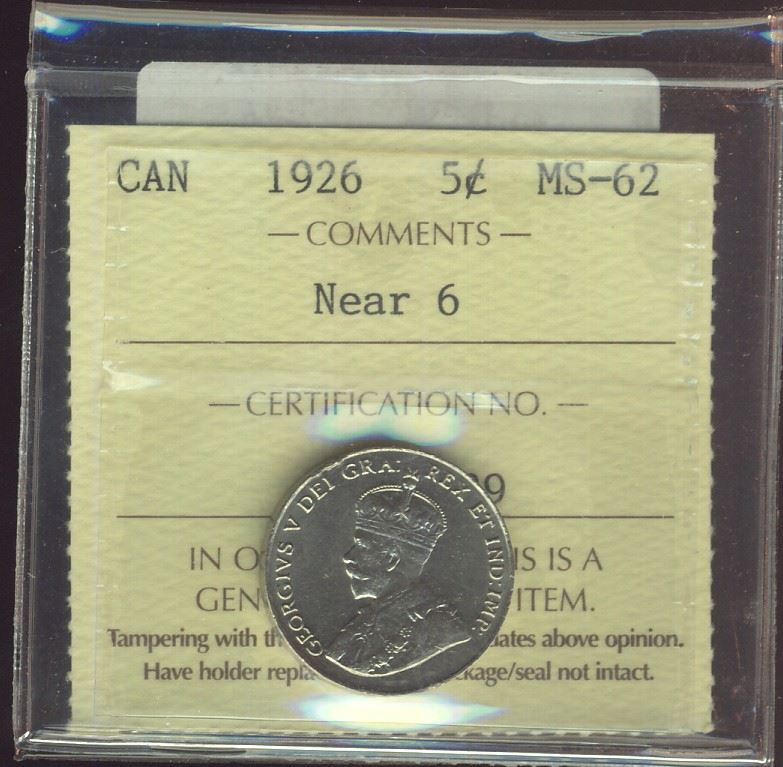 CAN 1926 5¢ MS-62
— COMMENTS —
Near 6
— CERTIFICATION NO. —
GEORGIVS V DEI GRA: REX ET IND: IMP:
IN IS A
ITEM.
Tampering with above opinion.
Have holder not intact.